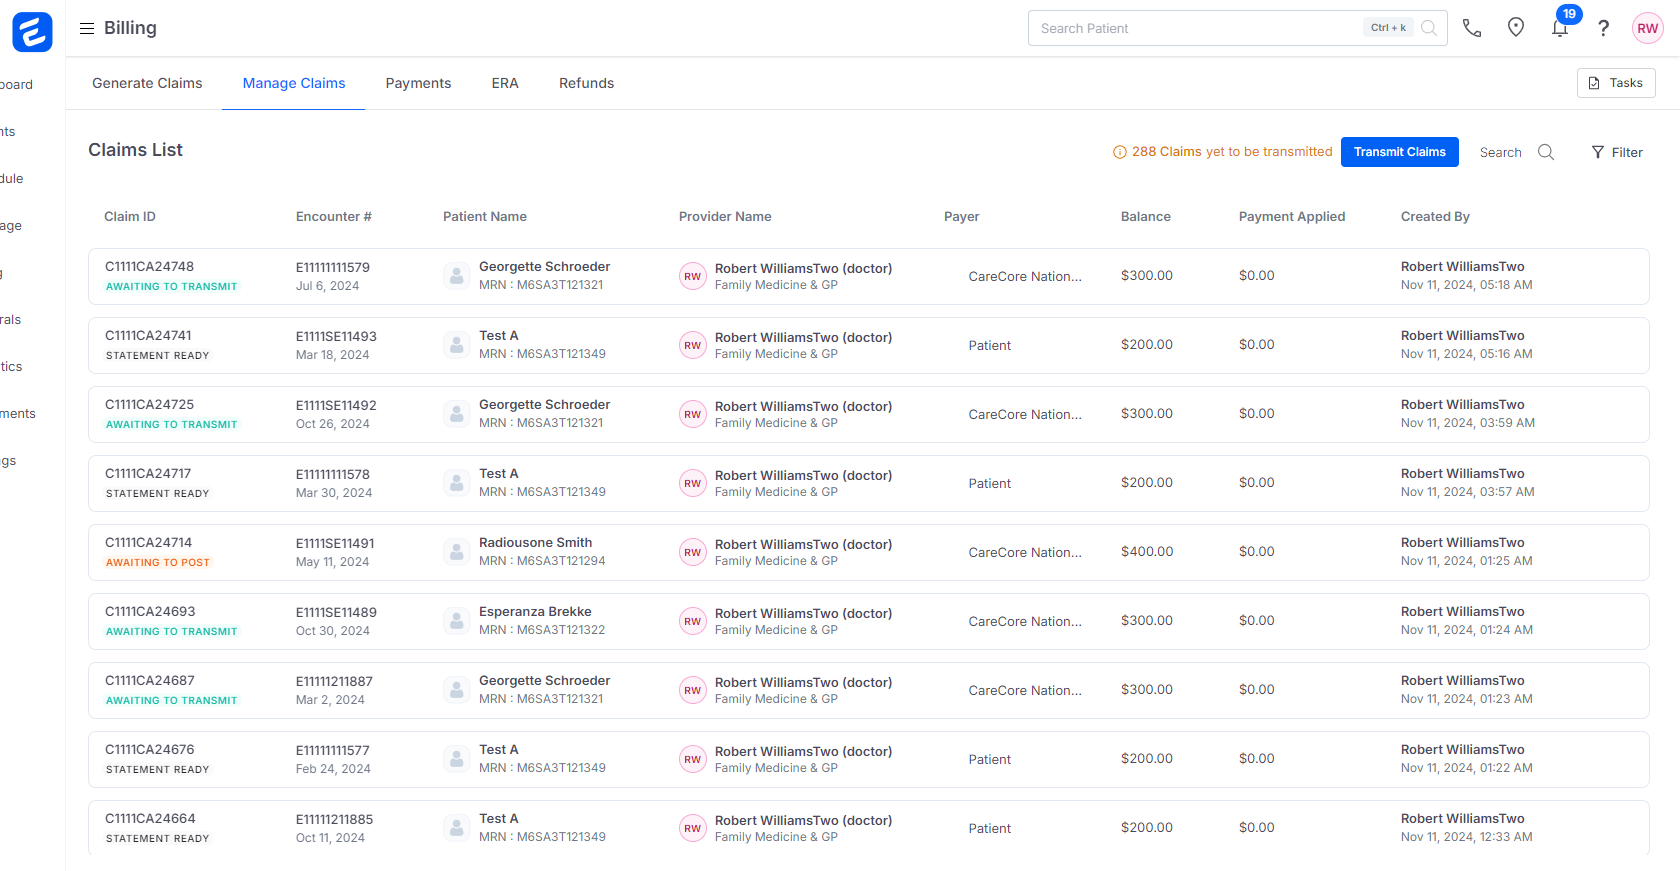 Billing
Search Patient
Ctrl + k
19
?
RW
board
nts
dule
age
g
rals
tics
ments
gs
Generate Claims Manage Claims Payments ERA Refunds
Tasks
Claims List
288 Claims yet to be transmitted
Transmit Claims
Search
Filter
Claim ID Encounter # Patient Name Provider Name Payer Balance Payment Applied Created By
C1111CA24748 E11111111579 Georgette Schroeder RW Robert WilliamsTwo (doctor) CareCore Nation... $300.00 $0.00 Robert WilliamsTwo
AWAITING TO TRANSMIT Jul 6, 2024 MRN : M6SA3T121321 Family Medicine & GP Nov 11, 2024, 05:18 AM
C1111CA24741 E1111SE11493 Test A RW Robert WilliamsTwo (doctor) Patient $200.00 $0.00 Robert WilliamsTwo
STATEMENT READY Mar 18, 2024 MRN : M6SA3T121349 Family Medicine & GP Nov 11, 2024, 05:16 AM
C1111CA24725 E1111SE11492 Georgette Schroeder RW Robert WilliamsTwo (doctor) CareCore Nation... $300.00 $0.00 Robert WilliamsTwo
AWAITING TO TRANSMIT Oct 26, 2024 MRN : M6SA3T121321 Family Medicine & GP Nov 11, 2024, 03:59 AM
C1111CA24717 E11111111578 Test A RW Robert WilliamsTwo (doctor) Patient $200.00 $0.00 Robert WilliamsTwo
STATEMENT READY Mar 30, 2024 MRN : M6SA3T121349 Family Medicine & GP Nov 11, 2024, 03:57 AM
C1111CA24714 E1111SE11491 Radiousone Smith RW Robert WilliamsTwo (doctor) CareCore Nation... $400.00 $0.00 Robert WilliamsTwo
AWAITING TO POST May 11, 2024 MRN : M6SA3T121294 Family Medicine & GP Nov 11, 2024, 01:25 AM
C1111CA24693 E1111SE11489 Esperanza Brekke RW Robert WilliamsTwo (doctor) CareCore Nation... $300.00 $0.00 Robert WilliamsTwo
AWAITING TO TRANSMIT Oct 30, 2024 MRN : M6SA3T121322 Family Medicine & GP Nov 11, 2024, 01:24 AM
C1111CA24687 E11111211887 Georgette Schroeder RW Robert WilliamsTwo (doctor) CareCore Nation... $300.00 $0.00 Robert WilliamsTwo
AWAITING TO TRANSMIT Mar 2, 2024 MRN : M6SA3T121321 Family Medicine & GP Nov 11, 2024, 01:23 AM
C1111CA24676 E11111111577 Test A RW Robert WilliamsTwo (doctor) Patient $200.00 $0.00 Robert WilliamsTwo
STATEMENT READY Feb 24, 2024 MRN : M6SA3T121349 Family Medicine & GP Nov 11, 2024, 01:22 AM
C1111CA24664 E11111211885 Test A RW Robert WilliamsTwo (doctor) Patient $200.00 $0.00 Robert WilliamsTwo
STATEMENT READY Oct 11, 2024 MRN : M6SA3T121349 Family Medicine & GP Nov 11, 2024, 12:33 AM